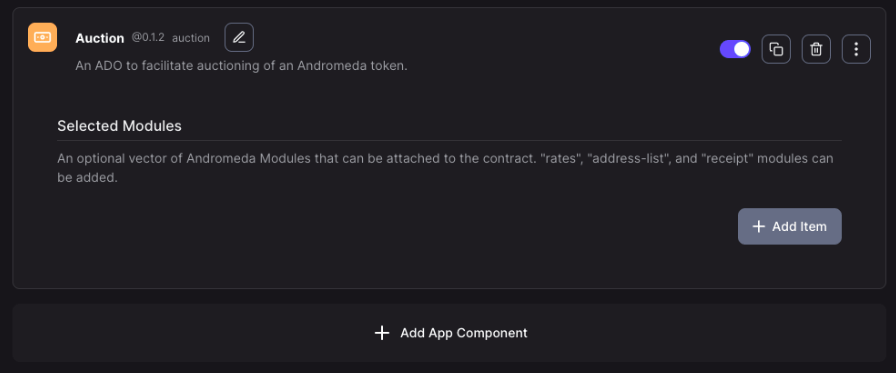 Auction @0.1.2 auction
An ADO to facilitate auctioning of an Andromeda token.
Selected Modules
An optional vector of Andromeda Modules that can be attached to the contract. "rates", "address-list", and "receipt" modules can
be added.
Add Item
Add App Component